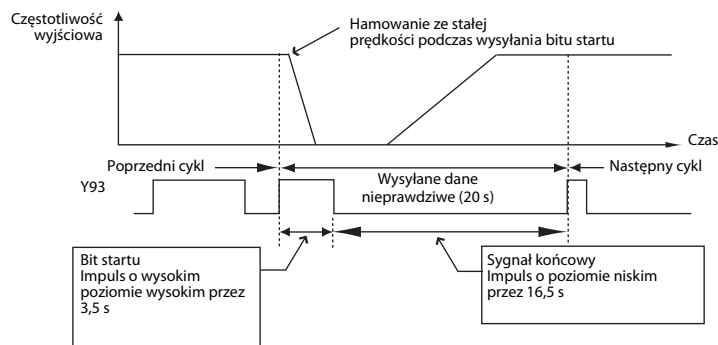 Częstotliwość
wyjściowa
Hamowanie ze stałej
prędkości podczas wysyłania bitu startu
Czas
Poprzedni cykl
Następny cykl
Y93
Wysyłane dane
nieprawdziwe (20 s)
Bit startu
Impuls o wysokim
poziomie wysokim przez
3,5 s
Sygnał końcowy
Impuls o poziomie niskim
przez 16,5 s